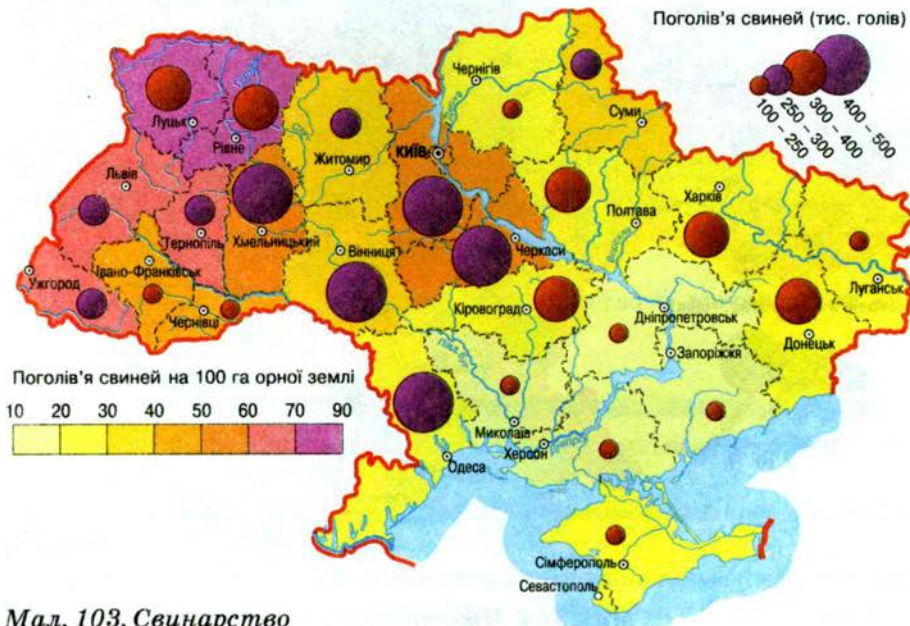 Поголів'я свиней (тис. голів)
100 – 250
250 – 300
300 – 400
400 – 500
Чернігів
Суми
Луцьк
Рівне
Житомир
КИЇВ
Львів
Харків
Полтава
Тернопіль
Хмельницький
Черкаси
Вінниця
Ужгород
Івано-Франківськ
Луганськ
Чернівці
Кіровоград
Дніпропетровськ
Донецьк
Запоріжжя
Поголів'я свиней на 100 га орної землі
10 20 30 40 50 60 70 90
Миколаїв
Херсон
Дніпро
Одеса
Сімферополь
Севастополь
Мал. 103. Свинарство